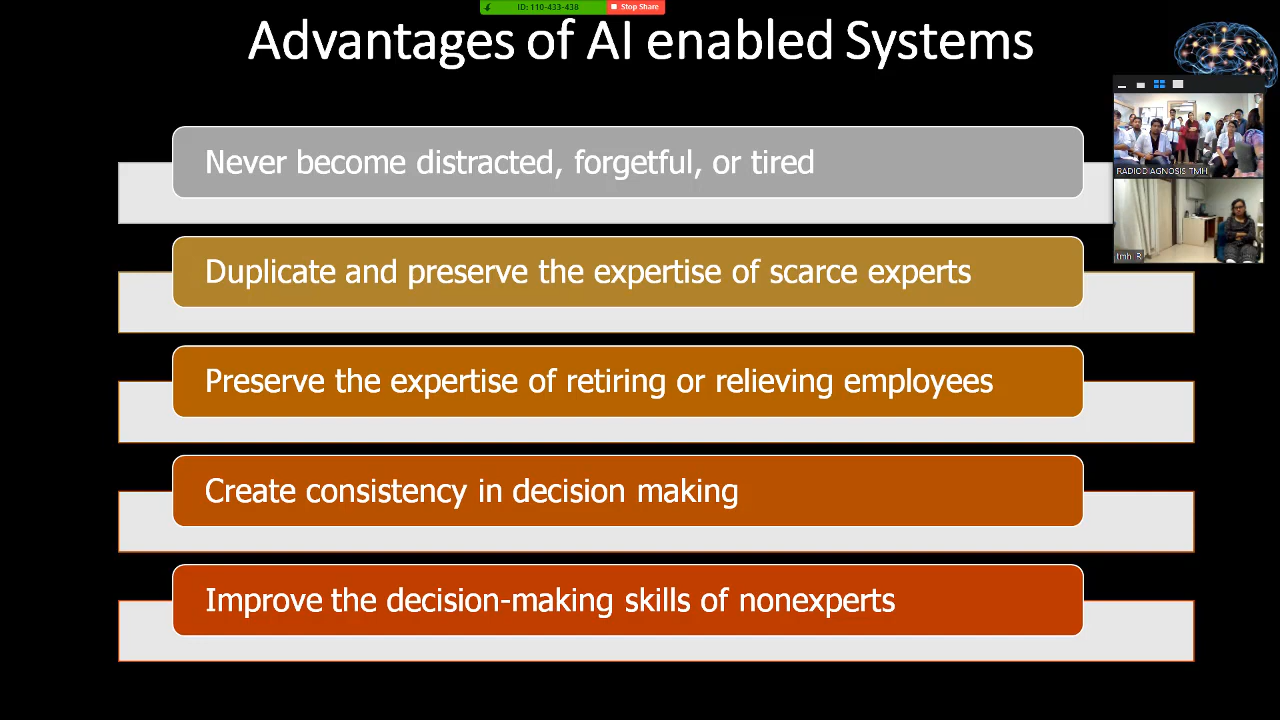 ID: 110-433-438
Stop Share
Advantages of AI enabled Systems
Never become distracted, forgetful, or tired
RADIODIAGNOSIS TMH
Duplicate and preserve the expertise of scarce experts
tmh_R
Preserve the expertise of retiring or relieving employees
Create consistency in decision making
Improve the decision-making skills of nonexperts